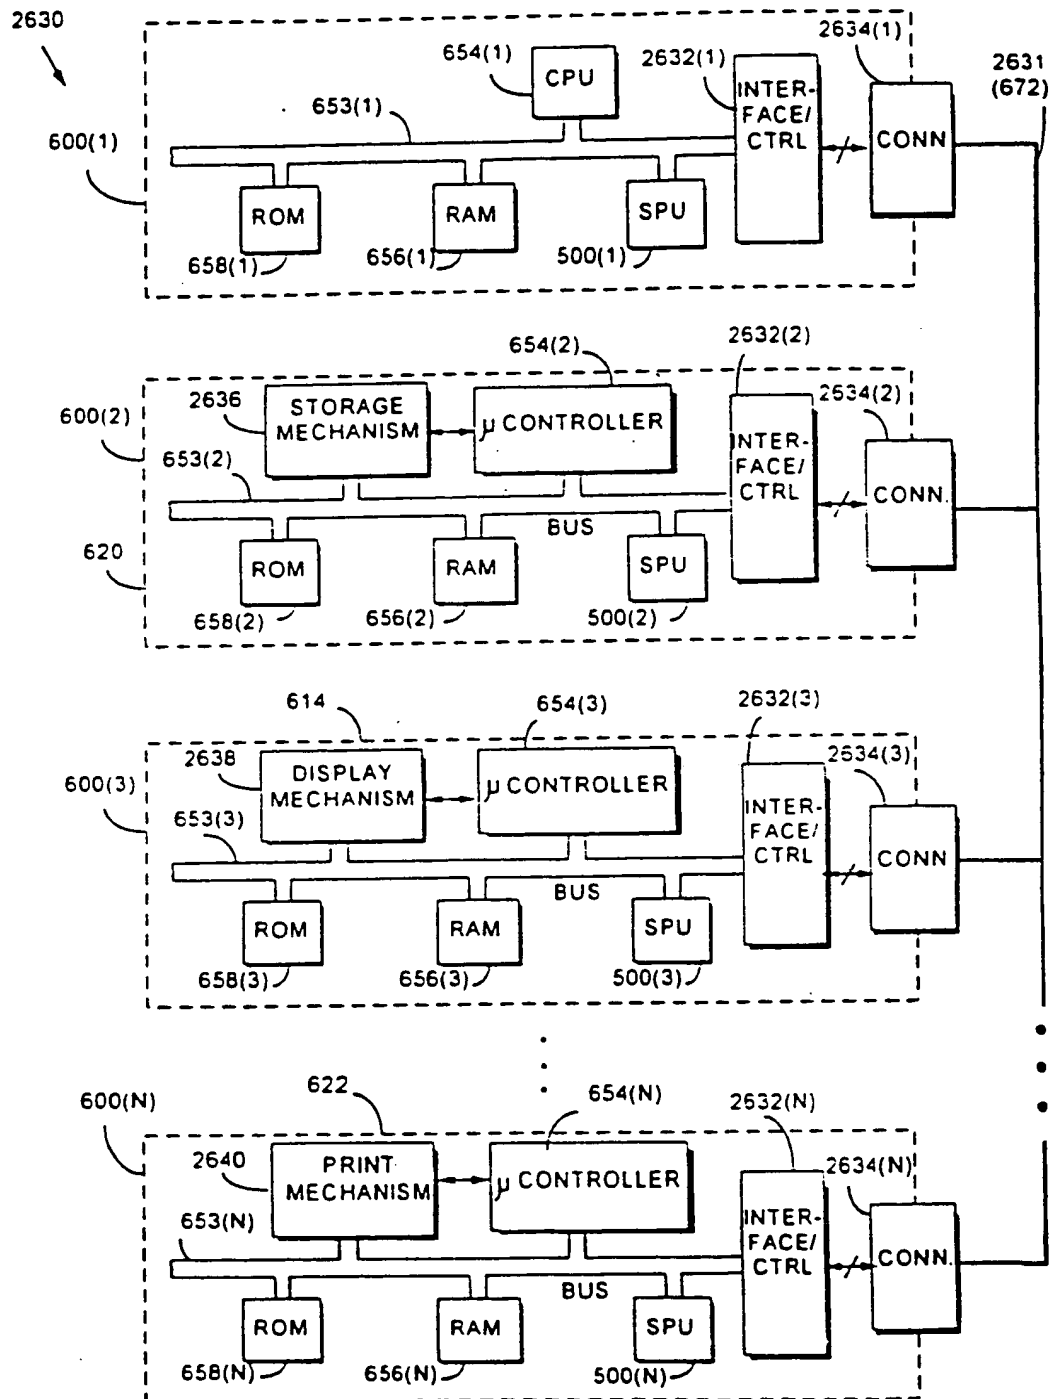 2630
654(1)
2632(1)
2634(1)
2631
(672)
CPU
INTER-
FACE/
CTRL
CONN
653(1)
600(1)
ROM
RAM
SPU
658(1)
656(1)
500(1)
654(2)
2632(2)
2634(2)
600(2)
2636
STORAGE
MECHANISM
µ CONTROLLER
INTER-
FACE/
CTRL
CONN.
653(2)
BUS
620
ROM
RAM
SPU
658(2)
656(2)
500(2)
614
654(3)
2632(3)
2634(3)
600(3)
2638
DISPLAY
MECHANISM
µ CONTROLLER
INTER-
FACE/
CTRL
CONN
653(3)
BUS
ROM
RAM
SPU
658(3)
656(3)
500(3)
622
654(N)
2632(N)
2634(N)
600(N)
2640
PRINT
MECHANISM
µ CONTROLLER
INTER-
FACE/
CTRL
CONN.
653(N)
BUS
ROM
RAM
SPU
658(N)
656(N)
500(N)